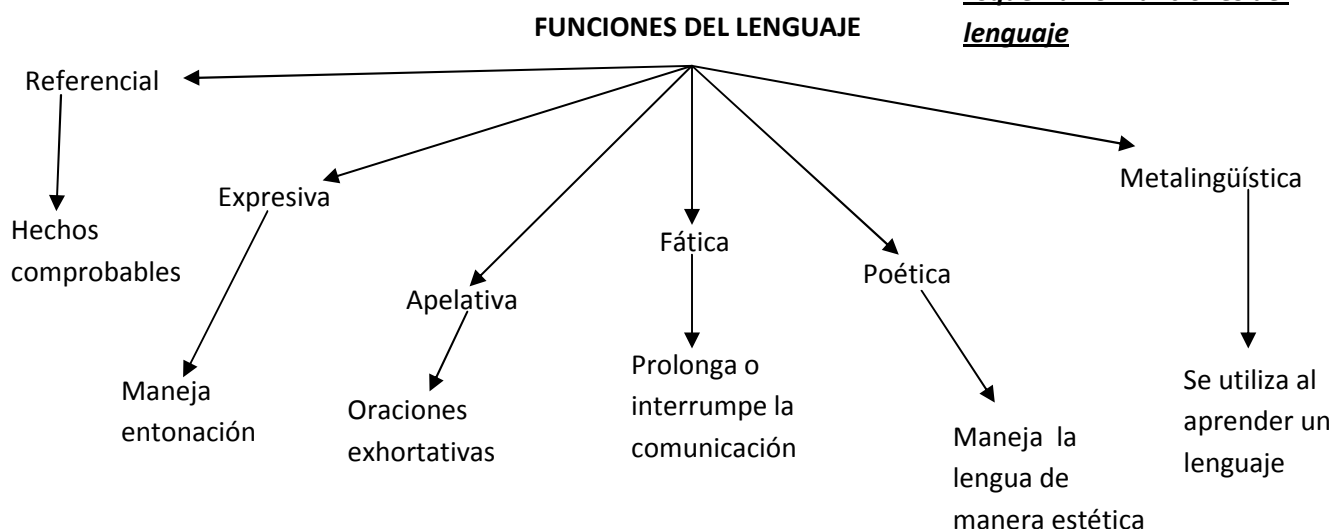 FUNCIONES DEL LENGUAJE
lenguaje
Referencial
Hechos
comprobables
Expresiva
Maneja
entonación
Apelativa
Oraciones
exhortativas
Fática
Prolonga o
interrumpe la
comunicación
Poética
Maneja la
lengua de
manera estética
Metalingüística
Se utiliza al
aprender un
lenguaje